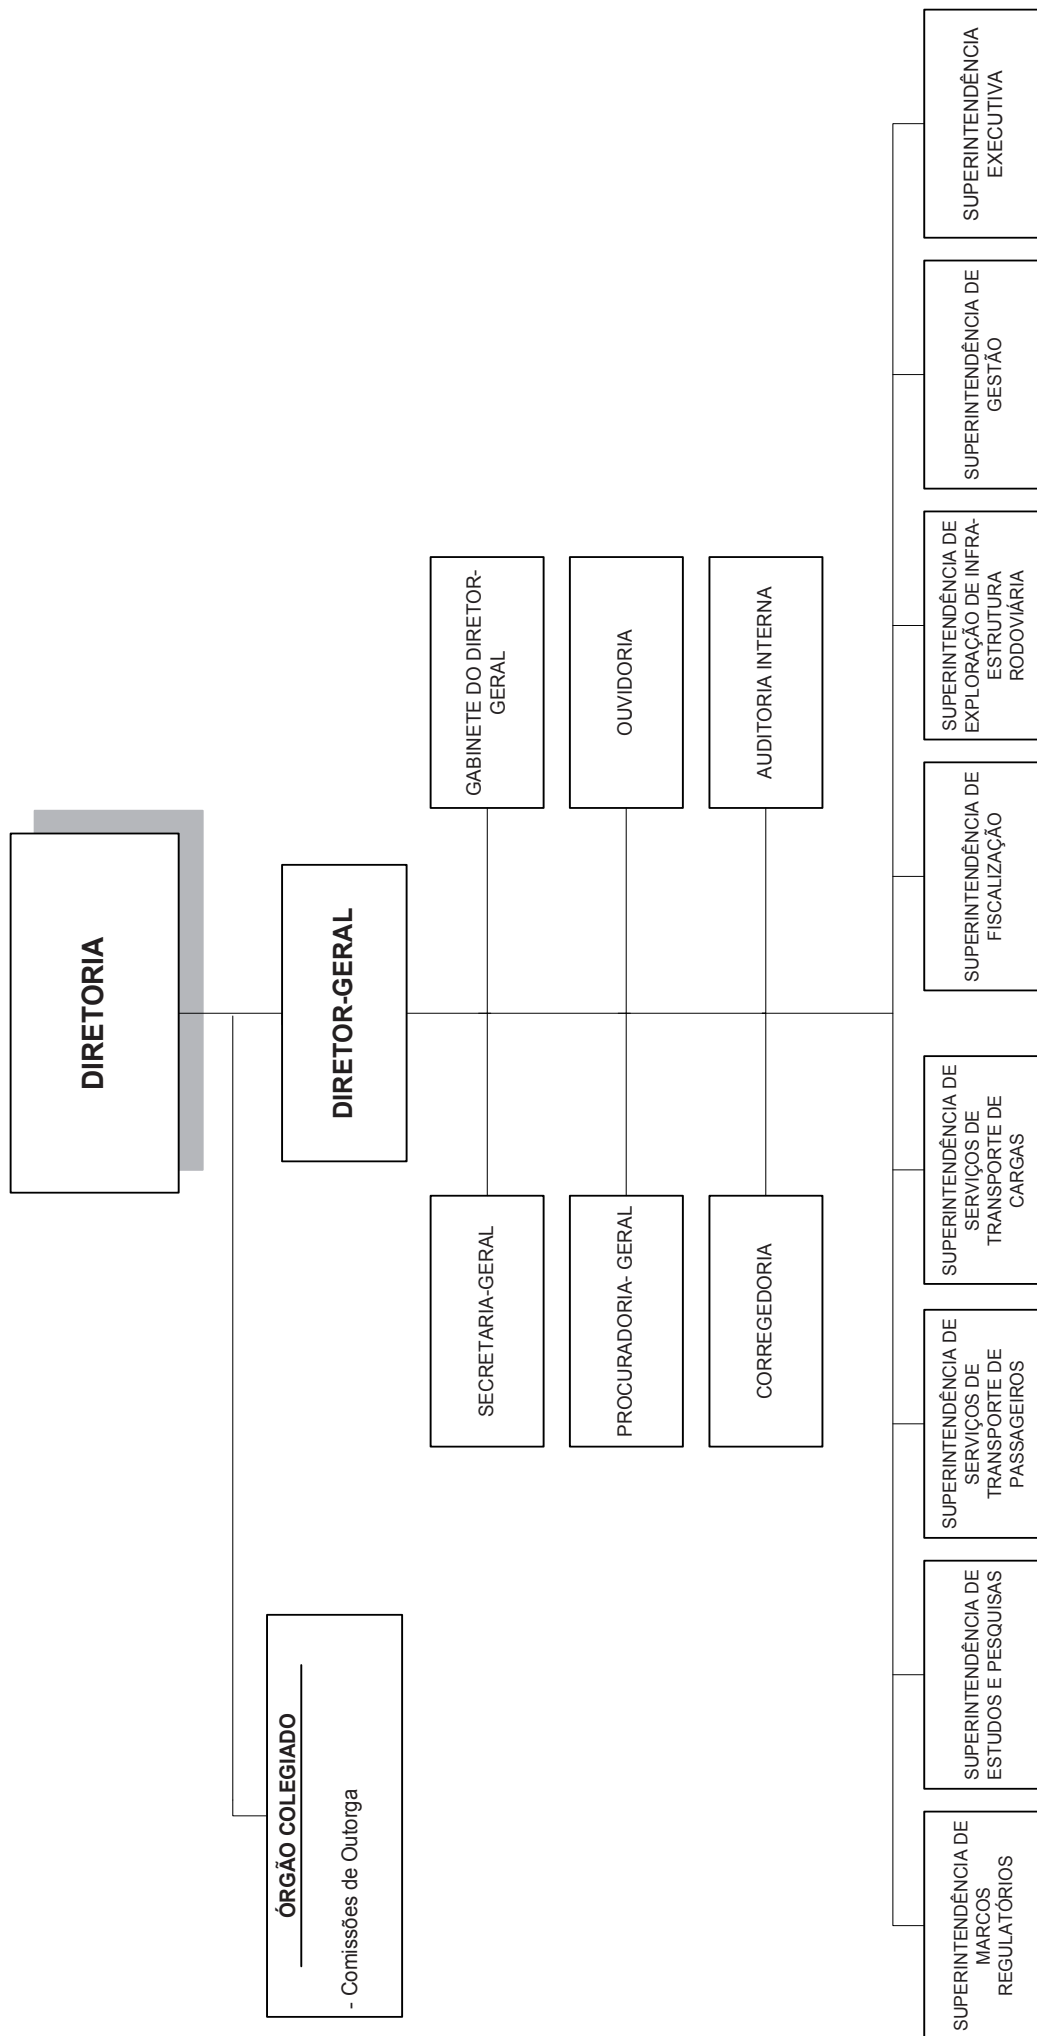 DIRETORIA
ÓRGÃO COLEGIADO
- Comissões de Outorga
DIRETOR-GERAL
SECRETARIA-GERAL
GABINETE DO DIRETOR-
GERAL
PROCURADORIA- GERAL
OUVIDORIA
CORREGEDORIA
AUDITORIA INTERNA
SUPERINTENDÊNCIA DE
MARCOS
REGULATÓRIOS
SUPERINTENDÊNCIA DE
ESTUDOS E PESQUISAS
SUPERINTENDÊNCIA DE
SERVIÇOS DE
TRANSPORTE DE
PASSAGEIROS
SUPERINTENDÊNCIA DE
SERVIÇOS DE
TRANSPORTE DE
CARGAS
SUPERINTENDÊNCIA DE
FISCALIZAÇÃO
SUPERINTENDÊNCIA DE
EXPLORAÇÃO DE INFRA-
ESTRUTURA
RODOVIÁRIA
SUPERINTENDÊNCIA DE
GESTÃO
SUPERINTENDÊNCIA
EXECUTIVA